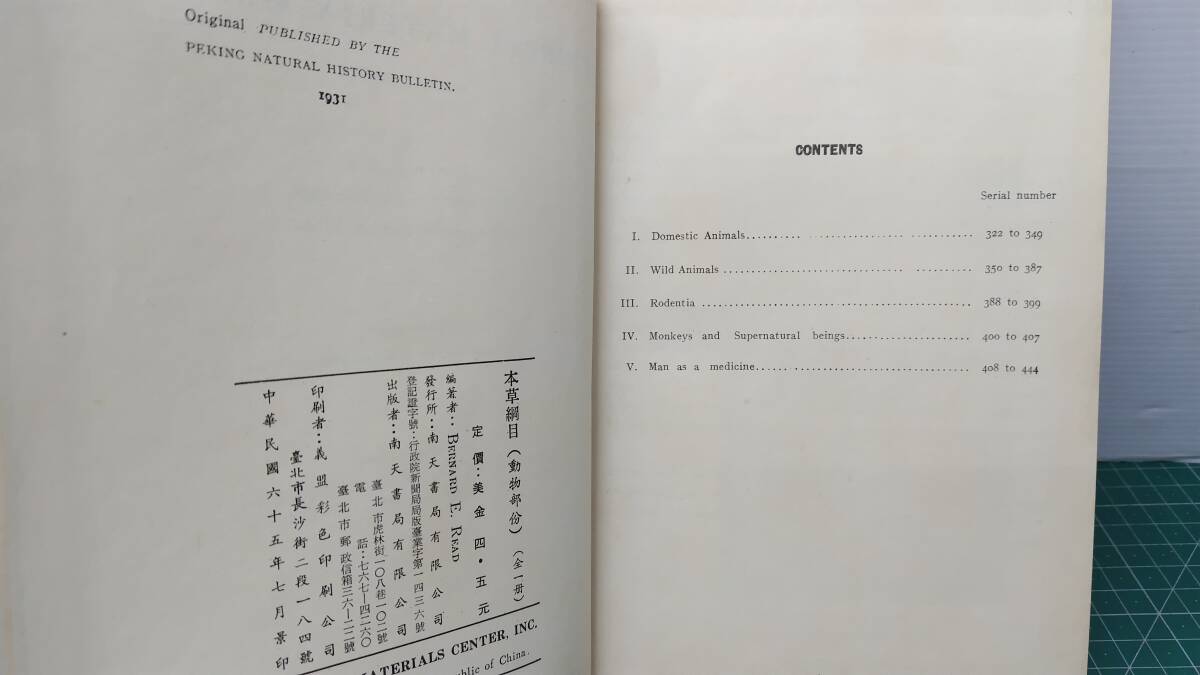 Original PUBLISHED BY THE
PEKING NATURAL HISTORY BULLETIN.
1931
本草綱目（動物部份）（全一册）
定價：美金四・五元
編著者：BERNARD E. READ
發行所：南天書局有限公司
登記證字號：行政院新聞局局版臺業字第一四三六號
出版者：南天書局有限公司
臺北市虎林街一〇八巷一〇二號
電話：七六七—四二六〇
臺北市郵政信箱三六—二二號
印刷者：義盟彩色印刷公司
臺北市長沙街二段一八四號
中華民國六十五年七月景印
MATERIALS CENTER, INC.
public of China.
CONTENTS
Serial number
I. Domestic Animals.......... .................. ........... 322 to 349
II. Wild Animals ............................... .......... 350 to 387
III. Rodentia ....................... ........................ 388 to 399
IV. Monkeys and Supernatural beings...................... 400 to 407
V. Man as a medicine...... ............................... 408 to 444